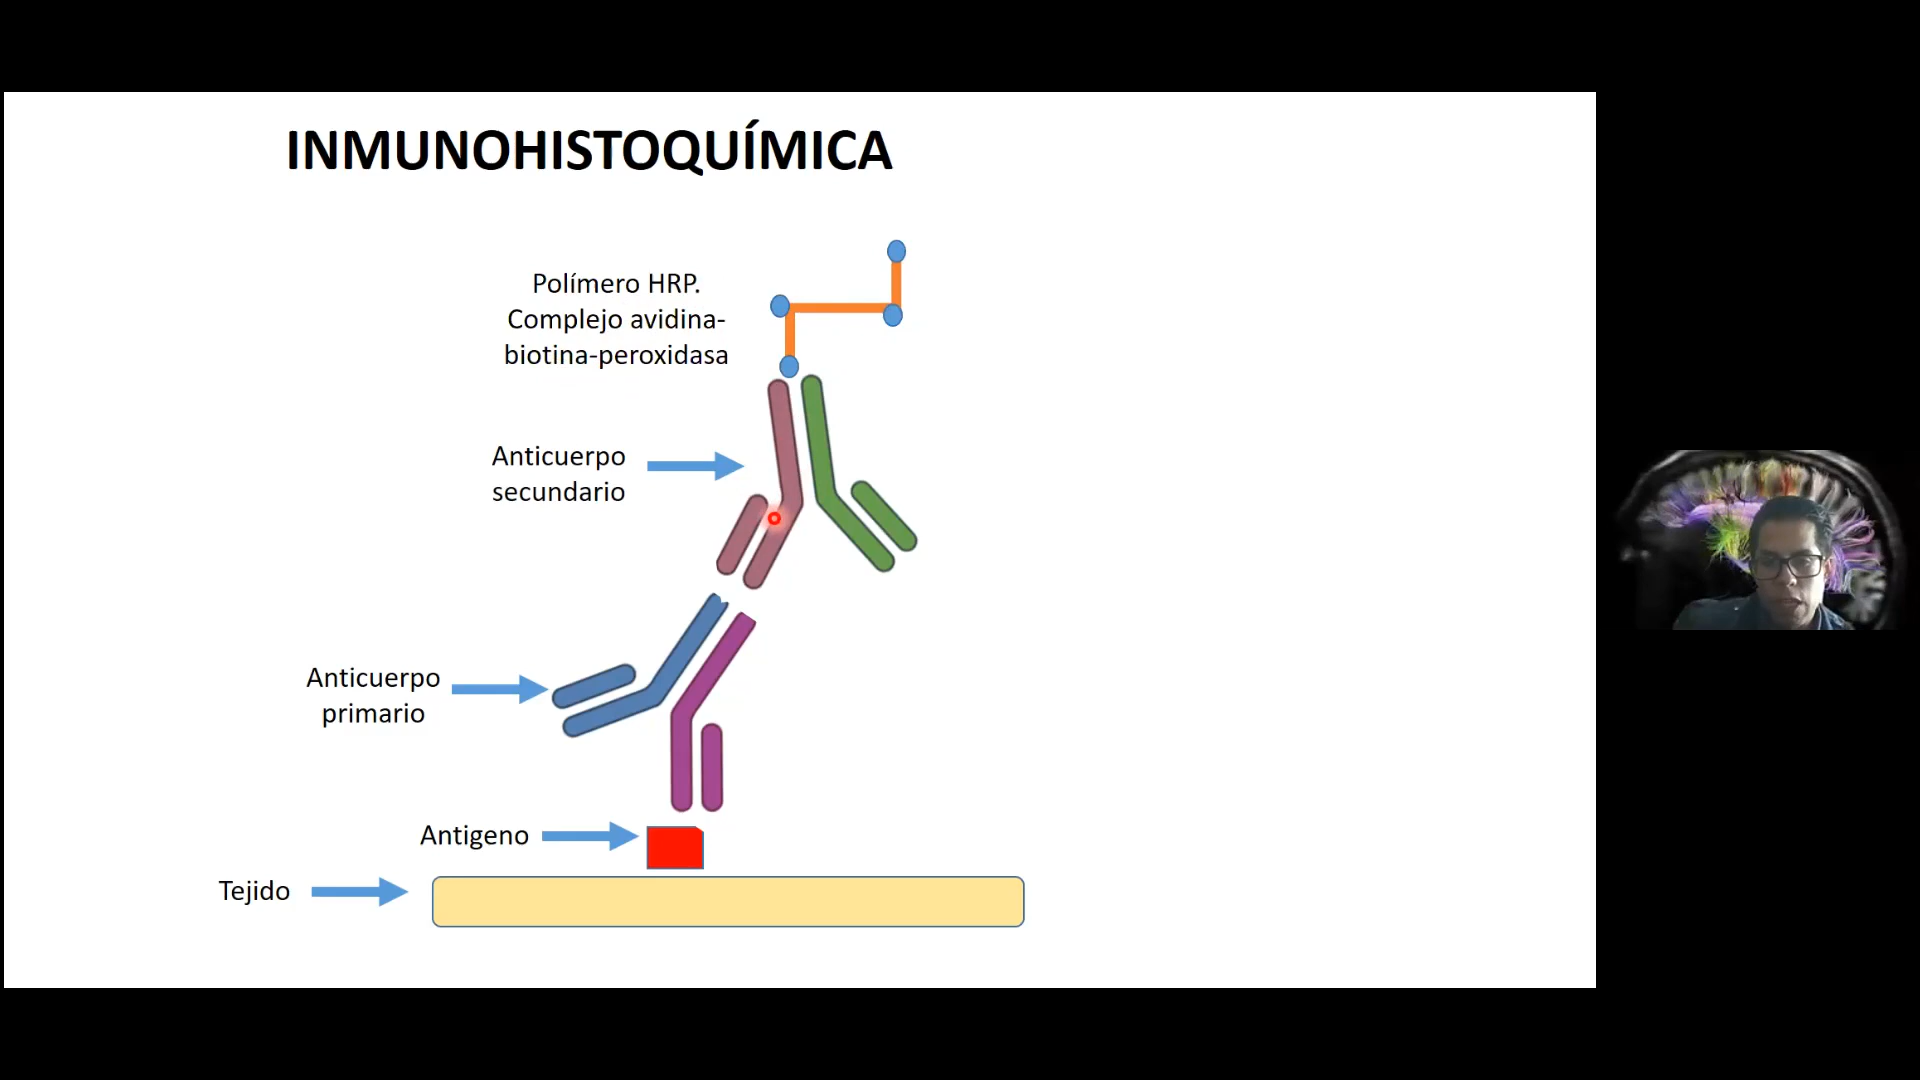 INMUNOHISTOQUÍMICA
Polímero HRP.
Complejo avidina-
biotina-peroxidasa
Anticuerpo
secundario
Anticuerpo
primario
Antigeno
Tejido